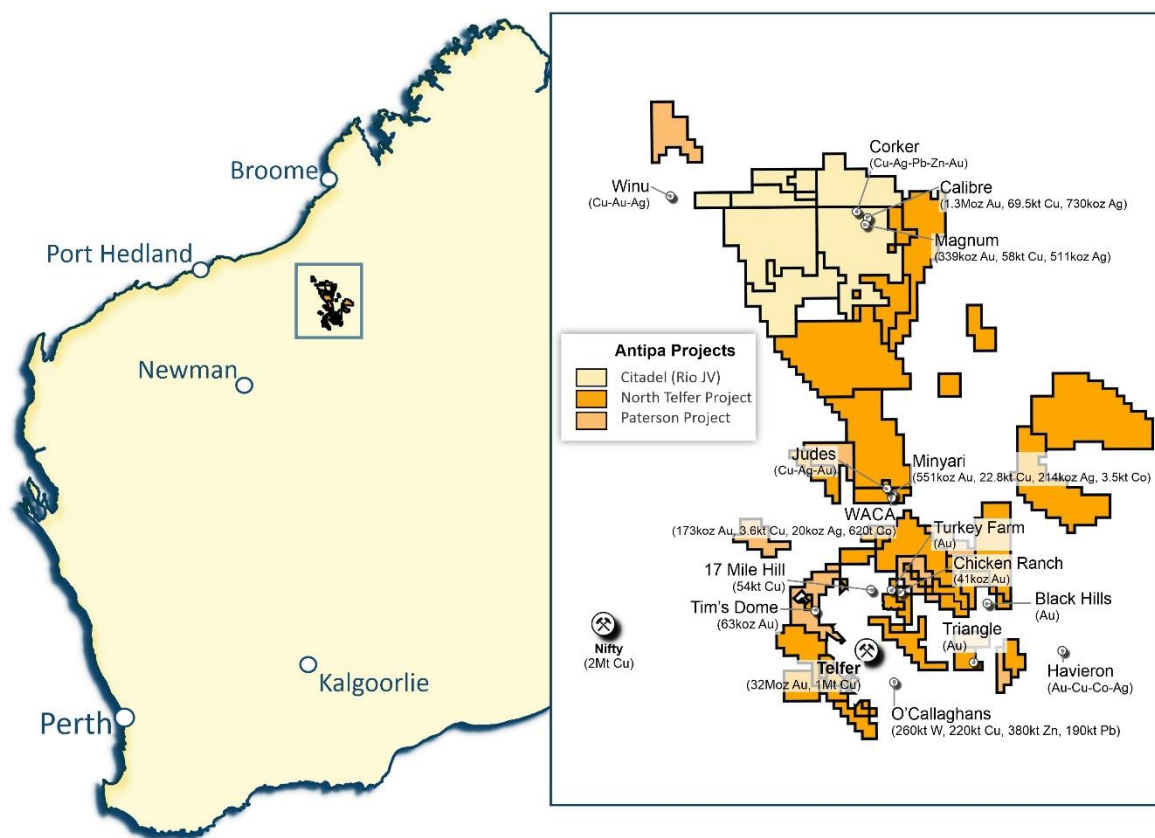 Broome
Port Hedland
Newman
Kalgoorlie
Perth
Corker
(Cu-Ag-Pb-Zn-Au)
Winu
(Cu-Au-Ag)
Calibre
(1.3Moz Au, 69.5kt Cu, 730koz Ag)
Magnum
(339koz Au, 58kt Cu, 511koz Ag)
Antipa Projects
Citadel (Rio JV)
North Telfer Project
Paterson Project
Judes
(Cu-Ag-Au)
Minyari
(551koz Au, 22.8kt Cu, 214koz Ag, 3.5kt Co)
WACA
(173koz Au, 3.6kt Cu, 20koz Ag, 620t Co)
Turkey Farm
(Au)
17 Mile Hill
(54kt Cu)
Chicken Ranch
(41koz Au)
Tim's Dome
(63koz Au)
Black Hills
(Au)
Nifty
(2Mt Cu)
Triangle
(Au)
Telfer
(32Moz Au, 1Mt Cu)
Havieron
(Au-Cu-Co-Ag)
O'Callaghans
(260kt W, 220kt Cu, 380kt Zn, 190kt Pb)